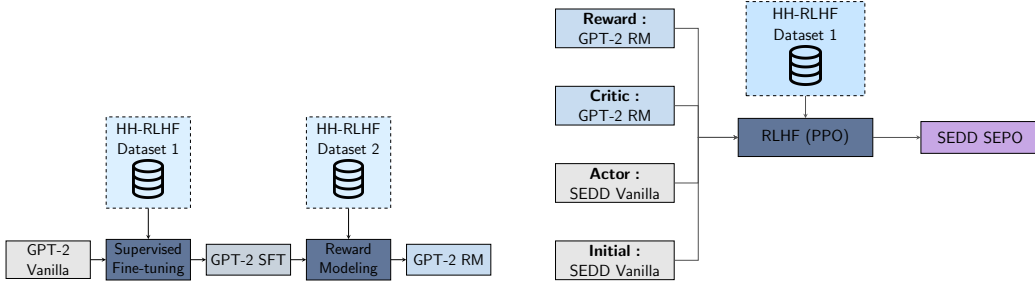 HH-RLHF
Dataset 1
HH-RLHF
Dataset 2
GPT-2
Vanilla
Supervised
Fine-tuning
GPT-2 SFT
Reward
Modeling
GPT-2 RM
Reward :
GPT-2 RM
Critic :
GPT-2 RM
Actor :
SEDD Vanilla
Initial :
SEDD Vanilla
HH-RLHF
Dataset 1
RLHF (PPO)
SEDD SEPO